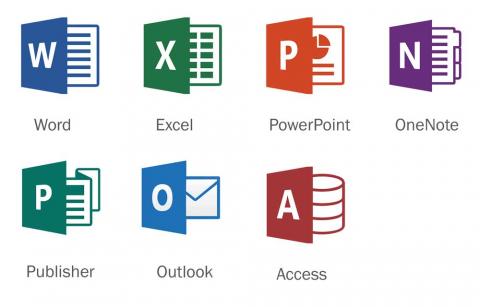 W X P N
Word Excel PowerPoint OneNote
P O A
Publisher Outlook Access